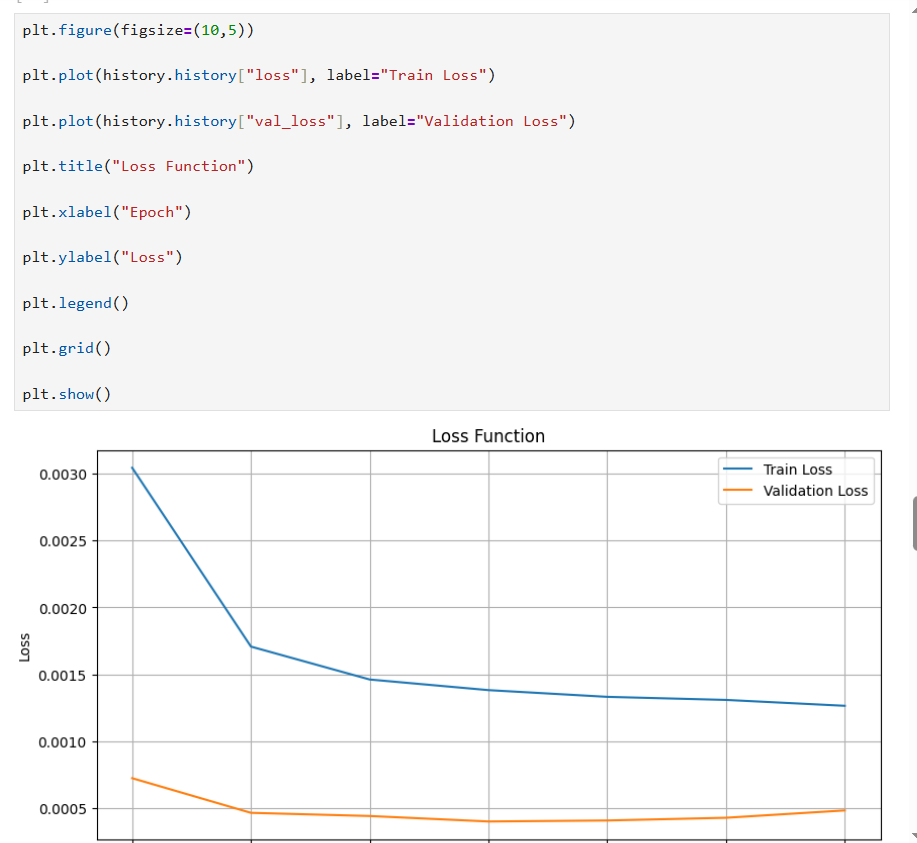 plt.figure(figsize=(10,5))
plt.plot(history.history["loss"], label="Train Loss")
plt.plot(history.history["val_loss"], label="Validation Loss")
plt.title("Loss Function")
plt.xlabel("Epoch")
plt.ylabel("Loss")
plt.legend()
plt.grid()
plt.show()
Loss Function
Train Loss
Validation Loss
0.0030
0.0025
0.0020
0.0015
0.0010
0.0005
Loss